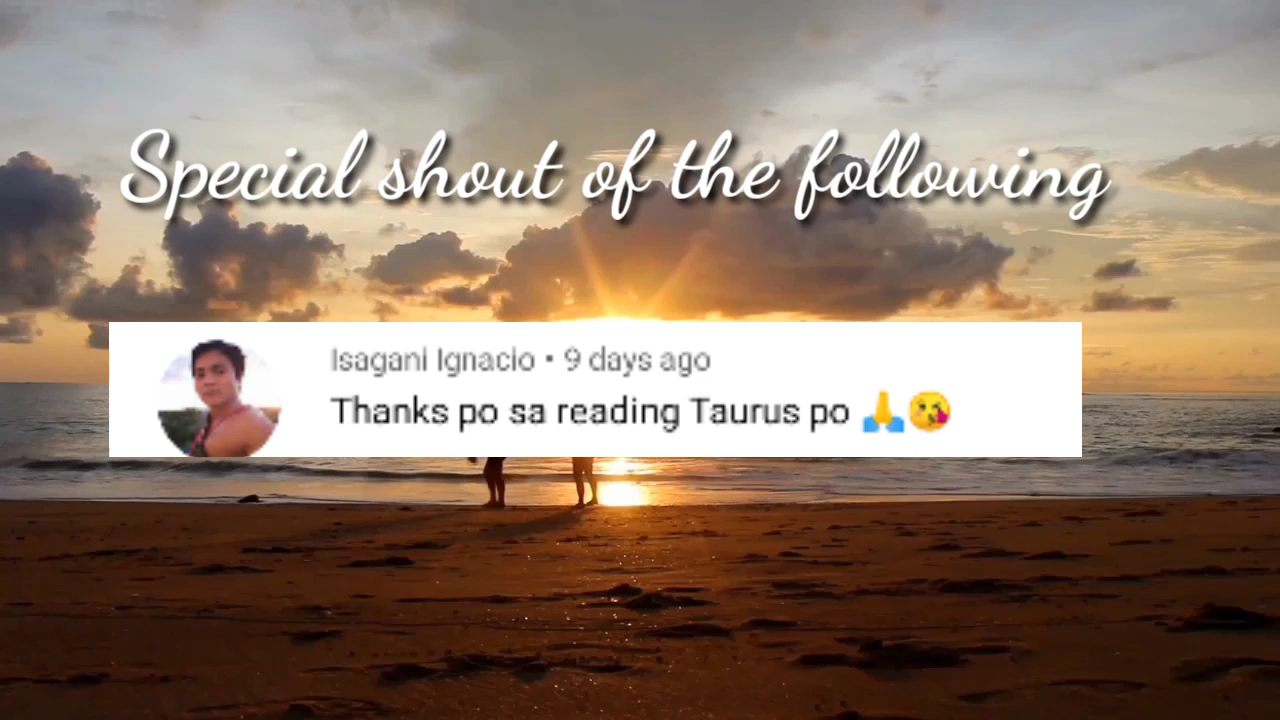 Special shout of the following
Isagani Ignacio • 9 days ago
Thanks po sa reading Taurus po 🙏😘